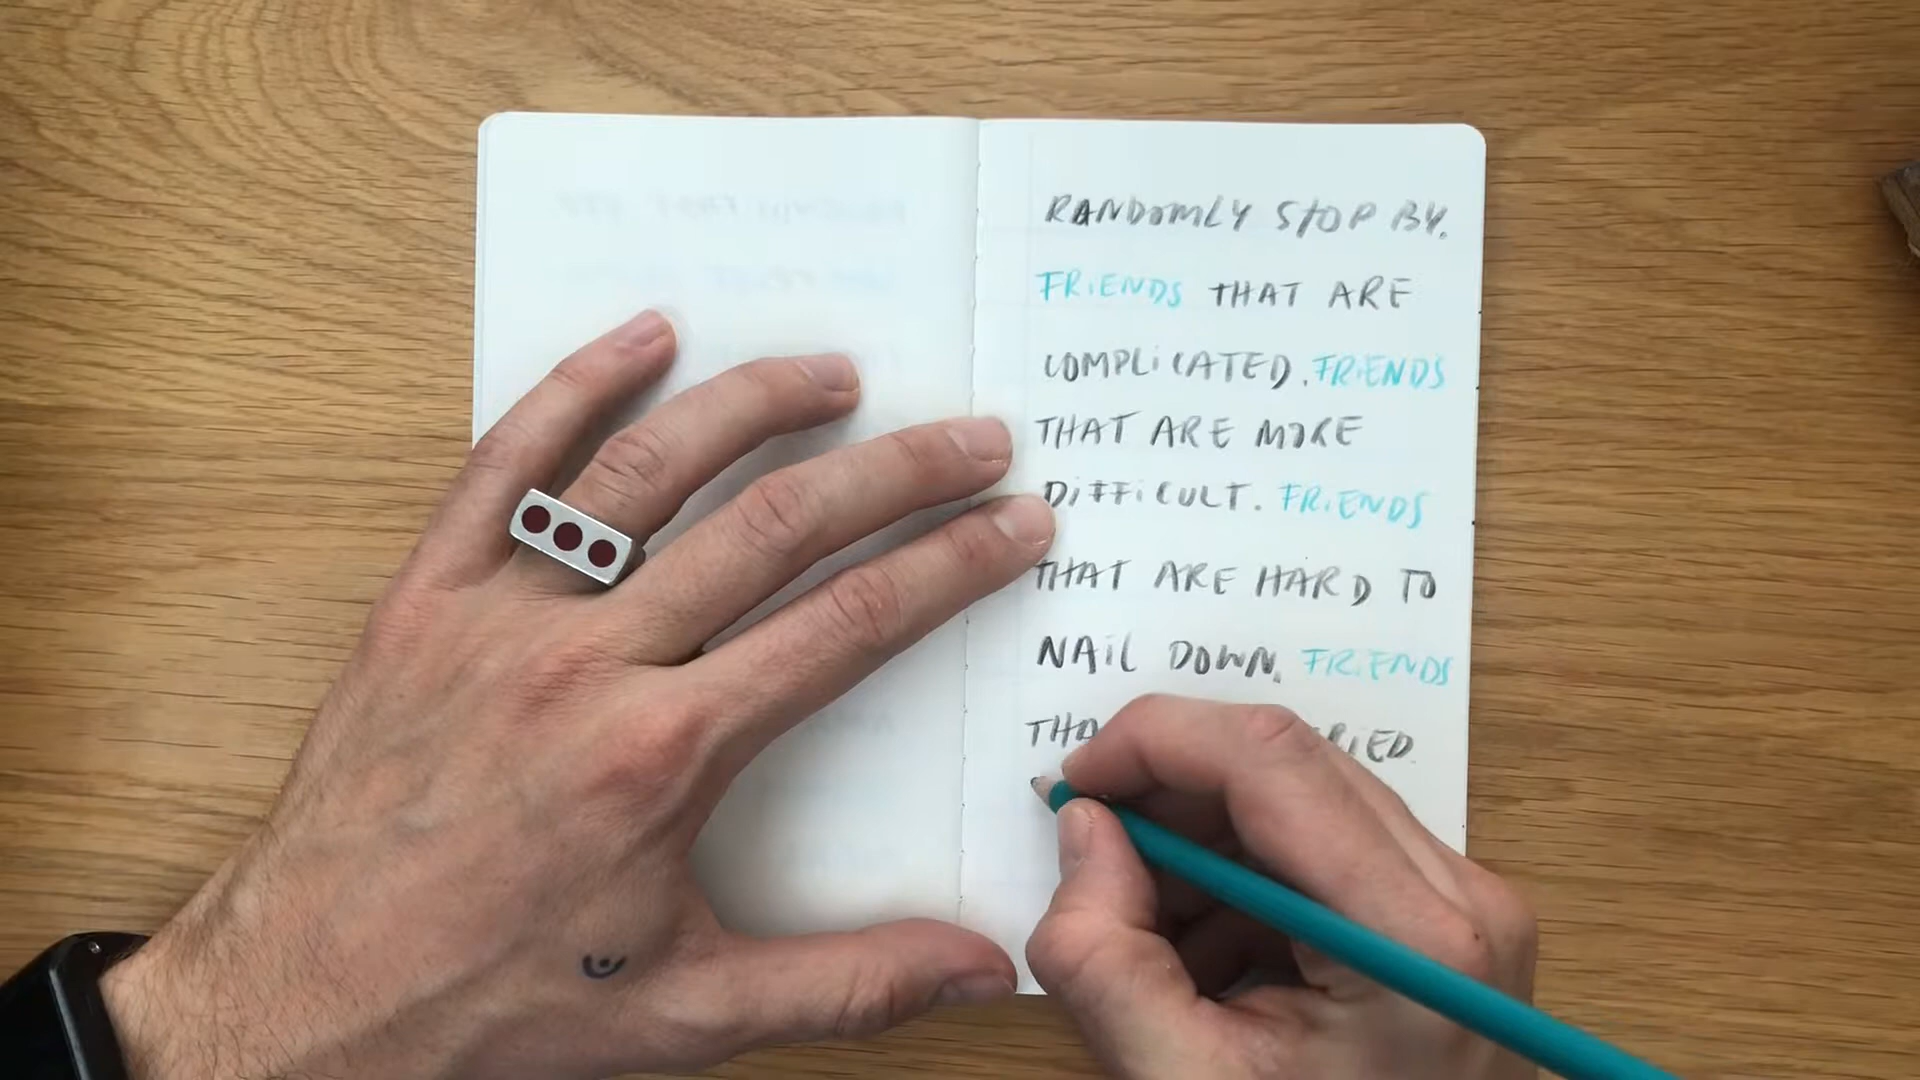 RANDOMLY STOP BY.
FRIENDS THAT ARE
COMPLICATED. FRIENDS
THAT ARE MORE
DIFFICULT. FRIENDS
THAT ARE HARD TO
NAIL DOWN. FRIENDS